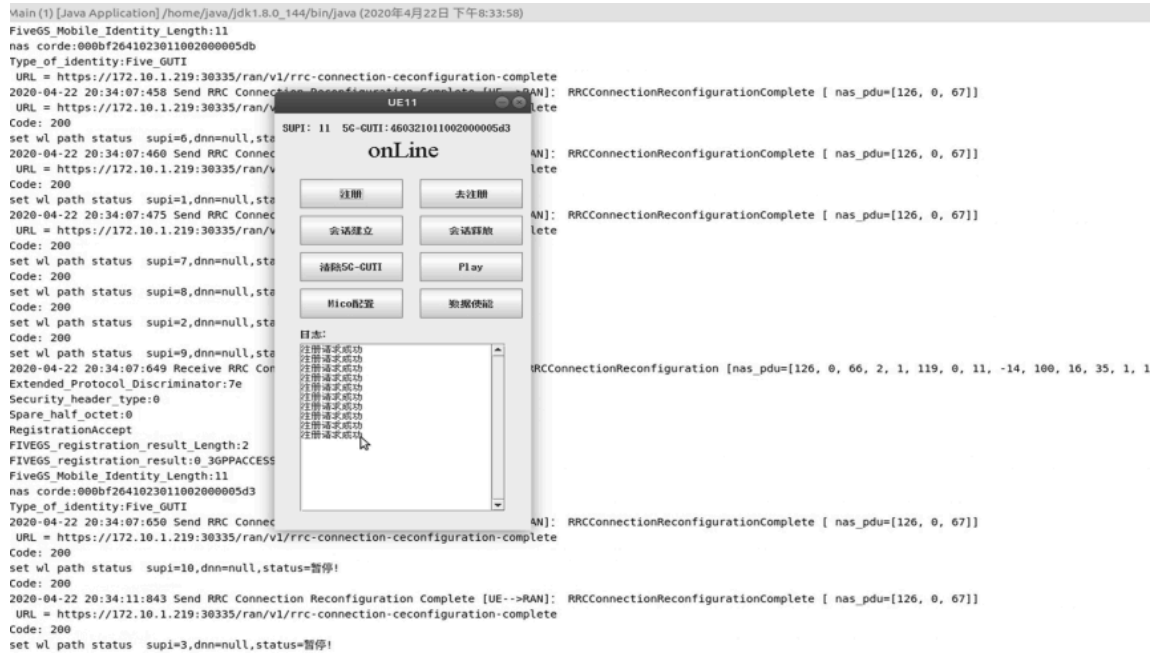 Main (1) [Java Application] /home/java/jdk1.8.0_144/bin/java (2020年4月22日 下午8:33:58)
FiveGS_Mobile_Identity_Length:11
nas corde:000bf2641023011002000005db
Type_of_identity:Five_GUTI
URL = https://172.10.1.219:30335/ran/v1/rrc-connection-ceconfiguration-complete
2020-04-22 20:34:07:458 Send RRC Connection Reconfiguration Complete [UE-->RAN]: RRCConnectionReconfigurationComplete [ nas_pdu=[126, 0, 67]]
URL = https://172.10.1.219:30335/ran/v lete
Code: 200
set wl path status supi=6,dnn=null,sta
2020-04-22 20:34:07:460 Send RRC Connec AN]: RRCConnectionReconfigurationComplete [ nas_pdu=[126, 0, 67]]
URL = https://172.10.1.219:30335/ran/v lete
Code: 200
set wl path status supi=1,dnn=null,sta
2020-04-22 20:34:07:475 Send RRC Connec AN]: RRCConnectionReconfigurationComplete [ nas_pdu=[126, 0, 67]]
URL = https://172.10.1.219:30335/ran/v lete
Code: 200
set wl path status supi=7,dnn=null,sta
Code: 200
set wl path status supi=8,dnn=null,sta
Code: 200
set wl path status supi=2,dnn=null,sta
Code: 200
set wl path status supi=9,dnn=null,sta
2020-04-22 20:34:07:649 Receive RRC Con RRCConnectionReconfiguration [nas_pdu=[126, 0, 66, 2, 1, 119, 0, 11, -14, 100, 16, 35, 1, 1
Extended_Protocol_Discriminator:7e
Security_header_type:0
Spare_half_octet:0
RegistrationAccept
FIVEGS_registration_result_Length:2
FIVEGS_registration_result:0_3GPPACCESS
FiveGS_Mobile_Identity_Length:11
nas corde:000bf2641023011002000005d3
Type_of_identity:Five_GUTI
2020-04-22 20:34:07:650 Send RRC Connec AN]: RRCConnectionReconfigurationComplete [ nas_pdu=[126, 0, 67]]
URL = https://172.10.1.219:30335/ran/v1/rrc-connection-ceconfiguration-complete
Code: 200
set wl path status supi=10,dnn=null,status=暂停!
Code: 200
2020-04-22 20:34:11:843 Send RRC Connection Reconfiguration Complete [UE-->RAN]: RRCConnectionReconfigurationComplete [ nas_pdu=[126, 0, 67]]
URL = https://172.10.1.219:30335/ran/v1/rrc-connection-ceconfiguration-complete
Code: 200
set wl path status supi=3,dnn=null,status=暂停!
UE11
SUPI: 11 5G-GUTI:460321011002000005d3
onLine
注册 去注册
会话建立 会话释放
清除5G-GUTI Play
Mico配置 数据使能
日志:
注册请求成功
注册请求成功
注册请求成功
注册请求成功
注册请求成功
注册请求成功
注册请求成功
注册请求成功
注册请求成功
注册请求成功